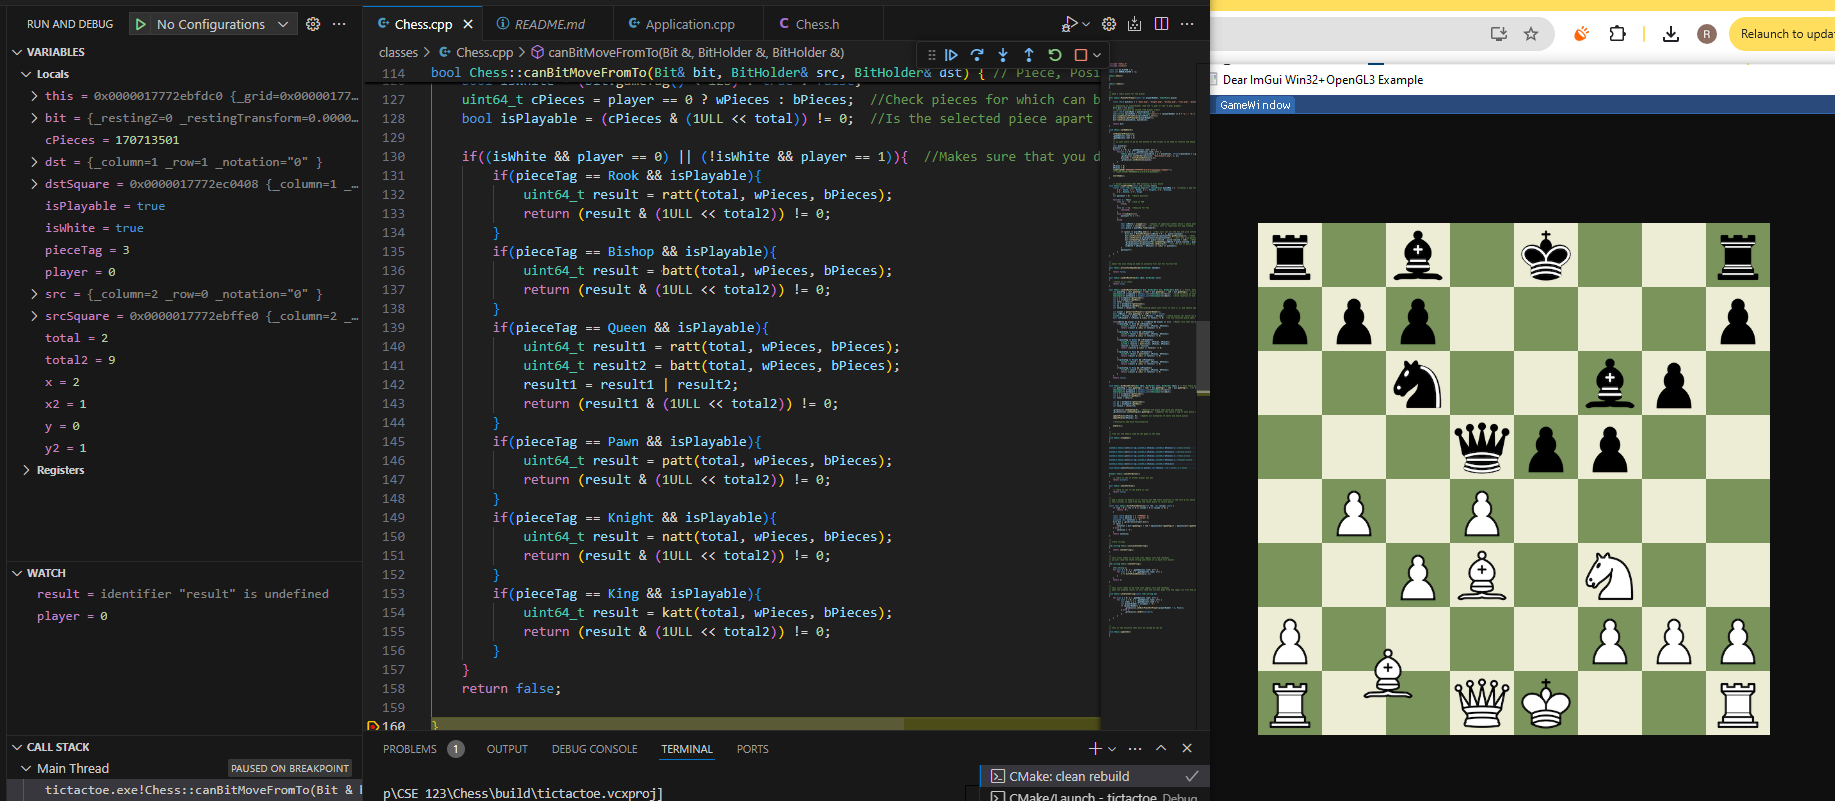 RUN AND DEBUG
No Configurations
VARIABLES
Locals
this = 0x0000017772ebfdc0 {_grid=0x00000177...
bit = {_restingZ=0 _restingTransform=0.0000...
cPieces = 170713501
dst = {_column=1 _row=1 _notation="0" }
dstSquare = 0x0000017772ec0408 {_column=1 _...
isPlayable = true
isWhite = true
pieceTag = 3
player = 0
src = {_column=2 _row=0 _notation="0" }
srcSquare = 0x0000017772ebffe0 {_column=2 _...
total = 2
total2 = 9
x = 2
x2 = 1
y = 0
y2 = 1
Registers
WATCH
result = identifier "result" is undefined
player = 0
CALL STACK
Main Thread
PAUSED ON BREAKPOINT
tictactoe.exe!Chess::canBitMoveFromTo(Bit &
Chess.cpp
README.md
Application.cpp
Chess.h
classes > Chess.cpp > canBitMoveFromTo(Bit &, BitHolder &, BitHolder &)
114 bool Chess::canBitMoveFromTo(Bit& bit, BitHolder& src, BitHolder& dst) { // Piece, Posi
127 uint64_t cPieces = player == 0 ? wPieces : bPieces; //Check pieces for which can b
128 bool isPlayable = (cPieces & (1ULL << total)) != 0; //Is the selected piece apart
129
130 if((isWhite && player == 0) || (!isWhite && player == 1)){ //Makes sure that you d
131 if(pieceTag == Rook && isPlayable){
132 uint64_t result = ratt(total, wPieces, bPieces);
133 return (result & (1ULL << total2)) != 0;
134 }
135 if(pieceTag == Bishop && isPlayable){
136 uint64_t result = batt(total, wPieces, bPieces);
137 return (result & (1ULL << total2)) != 0;
138 }
139 if(pieceTag == Queen && isPlayable){
140 uint64_t result1 = ratt(total, wPieces, bPieces);
141 uint64_t result2 = batt(total, wPieces, bPieces);
142 result1 = result1 | result2;
143 return (result1 & (1ULL << total2)) != 0;
144 }
145 if(pieceTag == Pawn && isPlayable){
146 uint64_t result = patt(total, wPieces, bPieces);
147 return (result & (1ULL << total2)) != 0;
148 }
149 if(pieceTag == Knight && isPlayable){
150 uint64_t result = natt(total, wPieces, bPieces);
151 return (result & (1ULL << total2)) != 0;
152 }
153 if(pieceTag == King && isPlayable){
154 uint64_t result = katt(total, wPieces, bPieces);
155 return (result & (1ULL << total2)) != 0;
156 }
157 }
158 return false;
159
160 }
PROBLEMS 1 OUTPUT DEBUG CONSOLE TERMINAL PORTS
CMake: clean rebuild
CMake/Launch - tictactoe Debug
p\CSE 123\Chess\build\tictactoe.vcxproj]
R
Relaunch to upda
Dear ImGui Win32+OpenGL3 Example
GameWindow